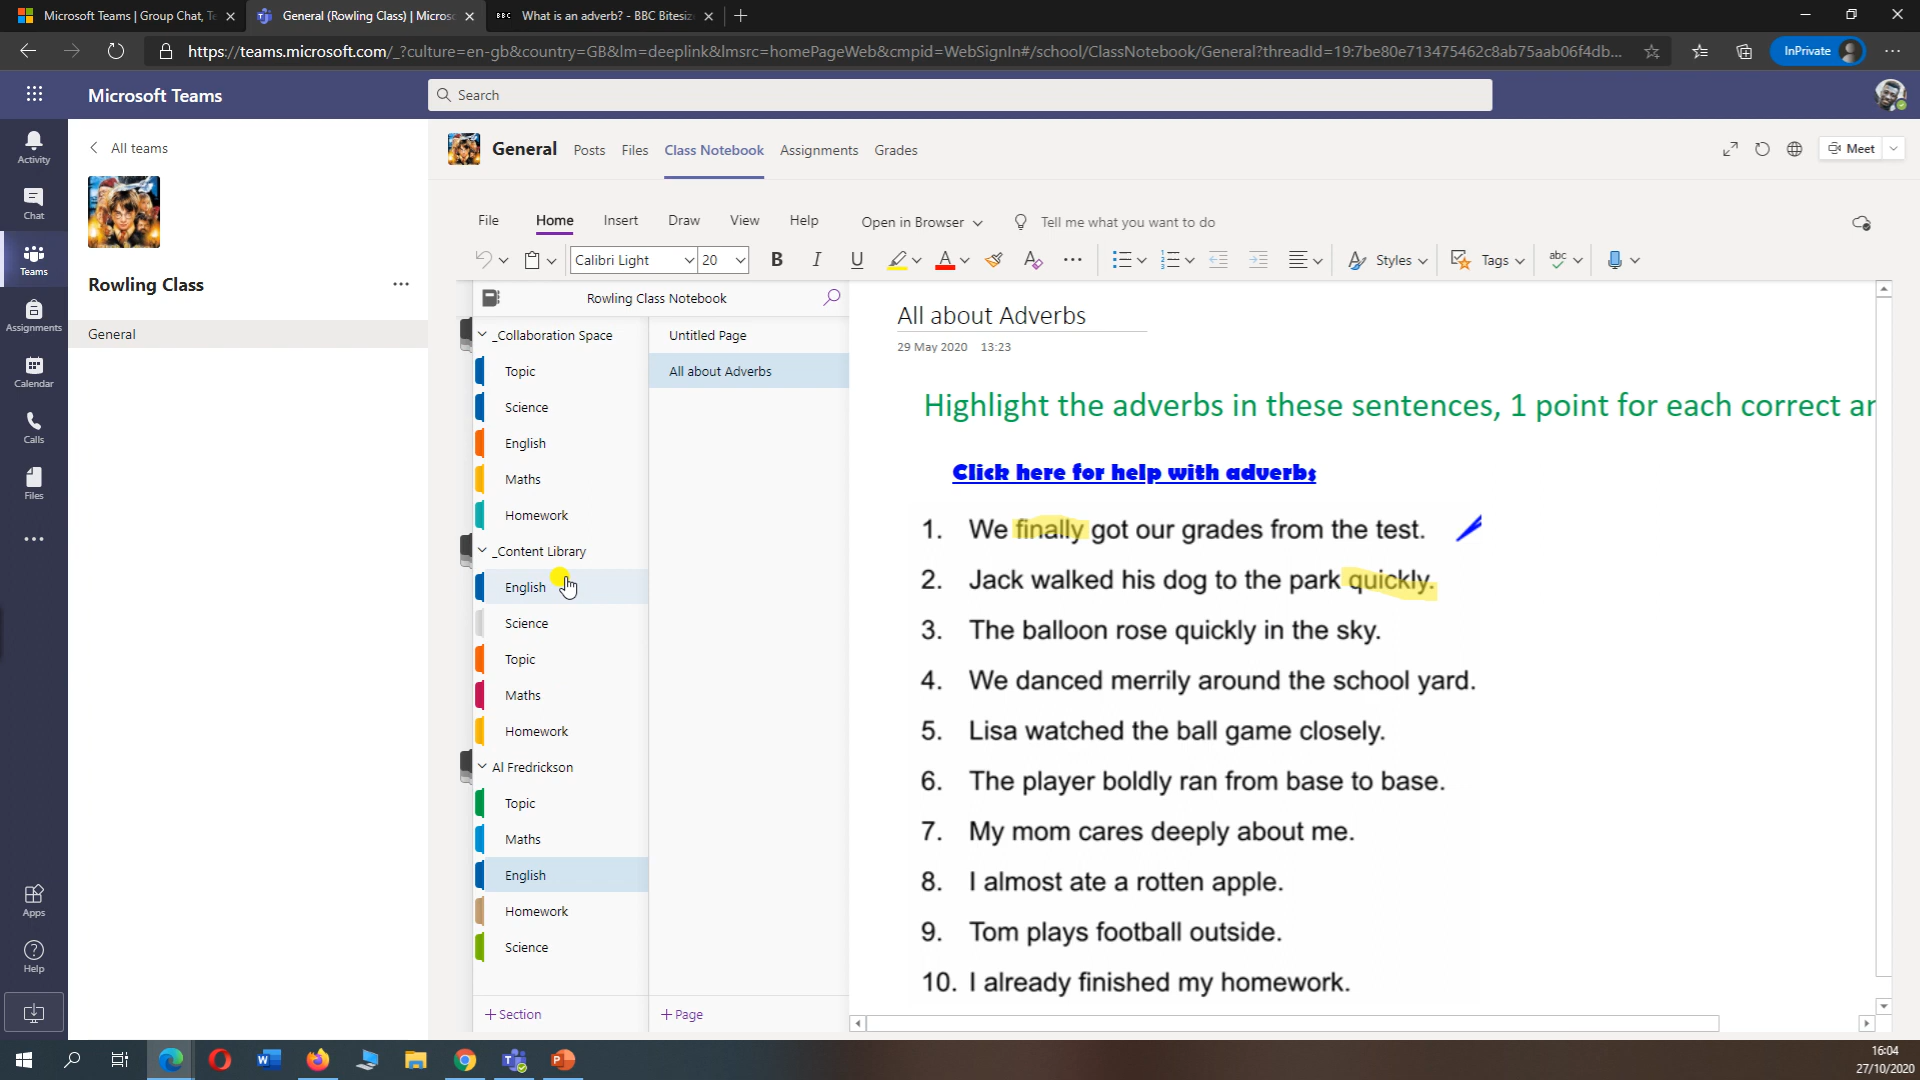 Microsoft Teams | Group Chat, Te
General (Rowling Class) | Micros
BBC What is an adverb? - BBC Bitesiz
https://teams.microsoft.com/_?culture=en-gb&country=GB&lm=deeplink&lmsrc=homePageWeb&cmpid=WebSignIn#/school/ClassNotebook/General?threadId=19:7be80e713475462c8ab75aab06f4db...
InPrivate
Microsoft Teams
Search
Activity
Chat
Teams
Assignments
Calendar
Calls
Files
Apps
Help
All teams
Rowling Class
General
General Posts Files Class Notebook Assignments Grades
Meet
File Home Insert Draw View Help Open in Browser Tell me what you want to do
Calibri Light 20 B I U A A Styles Tags abc
Rowling Class Notebook
_Collaboration Space
Topic
Science
English
Maths
Homework
_Content Library
English
Science
Topic
Maths
Homework
Al Fredrickson
Topic
Maths
English
Homework
Science
+ Section
Untitled Page
All about Adverbs
+ Page
All about Adverbs
29 May 2020 13:23
Highlight the adverbs in these sentences, 1 point for each correct an
Click here for help with adverbs
1. We finally got our grades from the test.
2. Jack walked his dog to the park quickly.
3. The balloon rose quickly in the sky.
4. We danced merrily around the school yard.
5. Lisa watched the ball game closely.
6. The player boldly ran from base to base.
7. My mom cares deeply about me.
8. I almost ate a rotten apple.
9. Tom plays football outside.
10. I already finished my homework.
16:04
27/10/2020